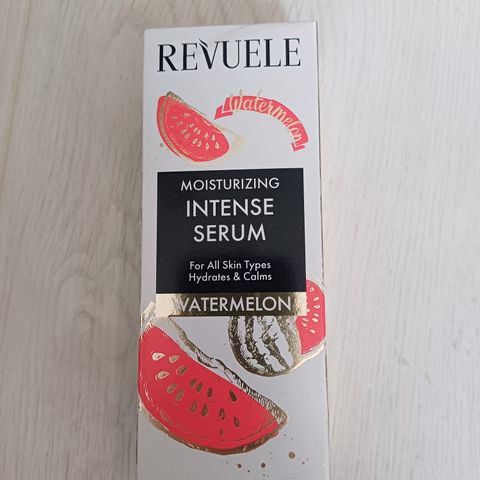 REVUELE
Watermelon
MOISTURIZING
INTENSE
SERUM
For All Skin Types
Hydrates & Calms
WATERMELON